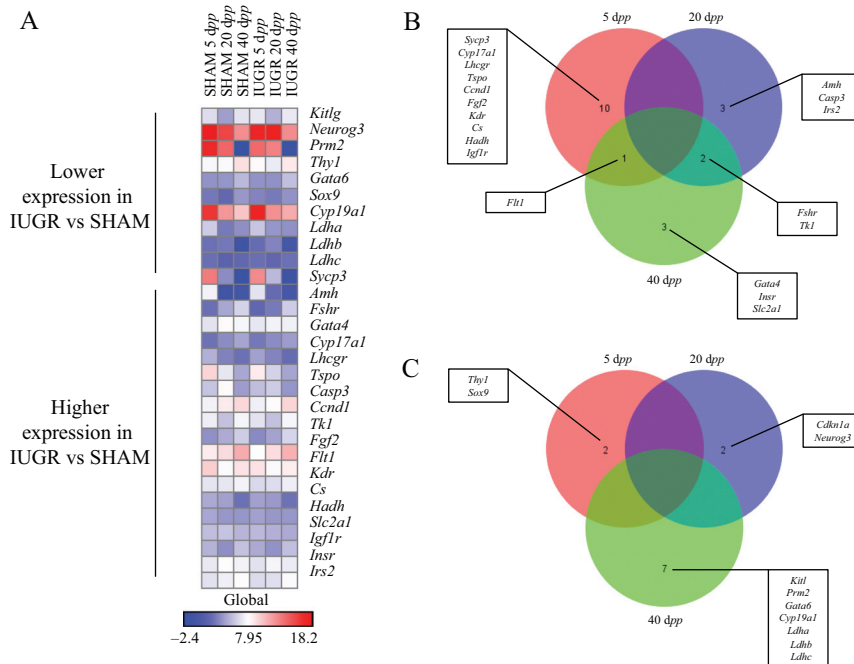 A
SHAM 5 dpp
SHAM 20 dpp
SHAM 40 dpp
IUGR 5 dpp
IUGR 20 dpp
IUGR 40 dpp
Lower
expression in
IUGR vs SHAM
Higher
expression in
IUGR vs SHAM
Kitlg
Neurog3
Prm2
Thy1
Gata6
Sox9
Cyp19a1
Ldha
Ldhb
Ldhc
Sycp3
Amh
Fshr
Gata4
Cyp17a1
Lhcgr
Tspo
Casp3
Ccnd1
Tk1
Fgf2
Flt1
Kdr
Cs
Hadh
Slc2a1
Igf1r
Insr
Irs2
Global
−2.4 7.95 18.2
B
5 dpp
20 dpp
Sycp3
Cyp17a1
Lhcgr
Tspo
Ccnd1
Fgf2
Kdr
Cs
Hadh
Igf1r
10
3
Amh
Casp3
Irs2
1
2
Flt1
Fshr
Tk1
3
40 dpp
Gata4
Insr
Slc2a1
C
5 dpp
20 dpp
Thy1
Sox9
2
2
Cdkn1a
Neurog3
7
40 dpp
Kitl
Prm2
Gata6
Cyp19a1
Ldha
Ldhb
Ldhc